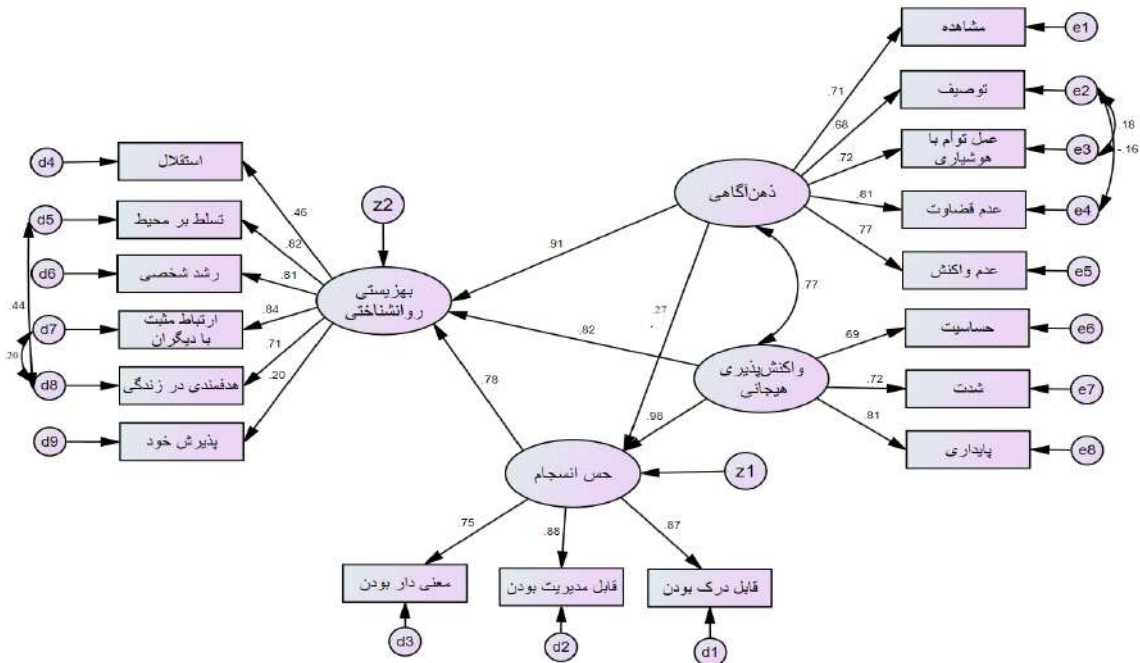 مشاهده
e1
توصیف
e2
عمل توأم با
هوشیاری
e3
عدم قضاوت
e4
عدم واکنش
e5
.71
.68
.72
.81
.77
.18
-.16
ذهن‌آگاهی
.77
واکنش‌پذیری
هیجانی
.69
.72
.81
حساسیت
e6
شدت
e7
پایداری
e8
.91
.27
.82
.98
.78
z2
بهزیستی
روانشناختی
.46
.82
.81
.84
.71
.20
d4
استقلال
d5
تسلط بر محیط
d6
رشد شخصی
d7
ارتباط مثبت
با دیگران
d8
هدفمندی در زندگی
d9
پذیرش خود
.44
.20
حس انسجام
z1
.75
.88
.87
معنی دار بودن
قابل مدیریت بودن
قابل درک بودن
d3
d2
d1